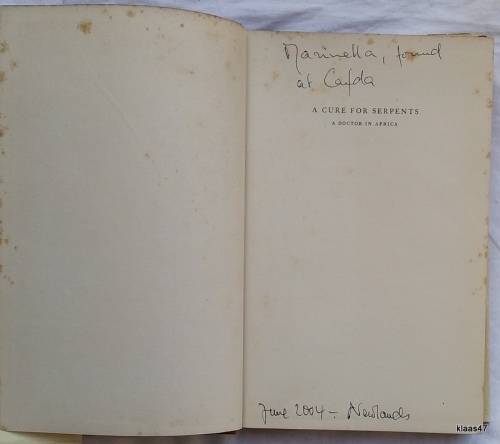 Marinella, found
at Cafda
A CURE FOR SERPENTS
A DOCTOR IN AFRICA
June 2004 - Newlands
klaas47